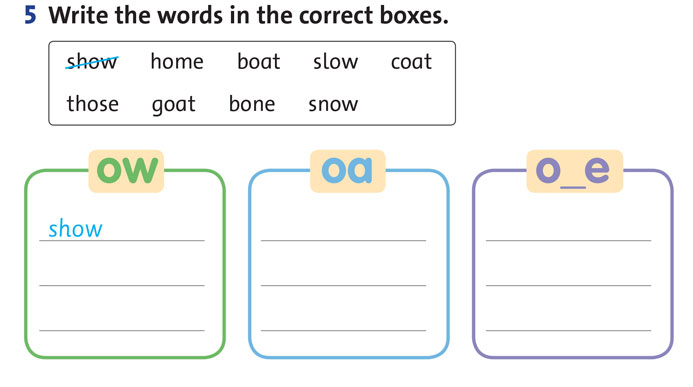 5 Write the words in the correct boxes.
show home boat slow coat
those goat bone snow
ow oa o__e
show